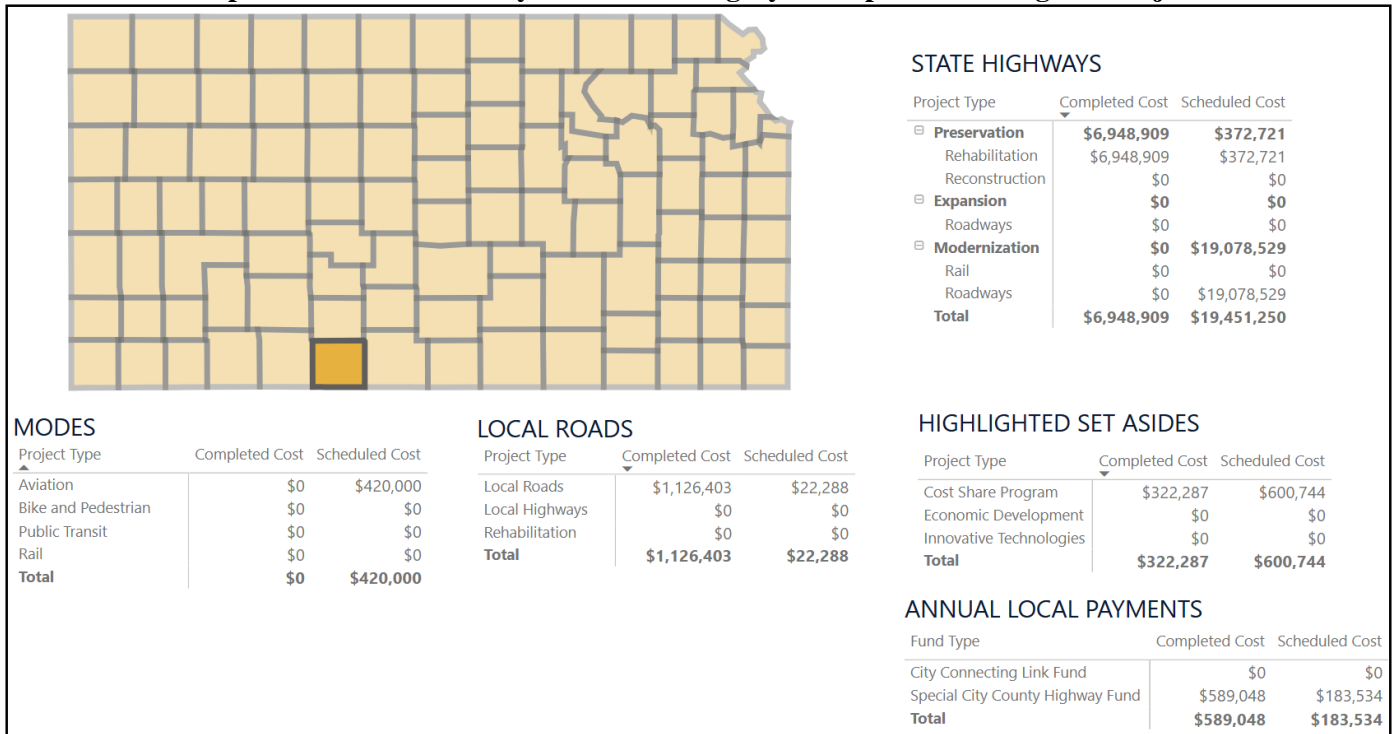 STATE HIGHWAYS
Project Type Completed Cost Scheduled Cost
Preservation $6,948,909 $372,721
Rehabilitation $6,948,909 $372,721
Reconstruction $0 $0
Expansion $0 $0
Roadways $0 $0
Modernization $0 $19,078,529
Rail $0 $0
Roadways $0 $19,078,529
Total $6,948,909 $19,451,250
MODES
Project Type Completed Cost Scheduled Cost
Aviation $0 $420,000
Bike and Pedestrian $0 $0
Public Transit $0 $0
Rail $0 $0
Total $0 $420,000
LOCAL ROADS
Project Type Completed Cost Scheduled Cost
Local Roads $1,126,403 $22,288
Local Highways $0 $0
Rehabilitation $0 $0
Total $1,126,403 $22,288
HIGHLIGHTED SET ASIDES
Project Type Completed Cost Scheduled Cost
Cost Share Program $322,287 $600,744
Economic Development $0 $0
Innovative Technologies $0 $0
Total $322,287 $600,744
ANNUAL LOCAL PAYMENTS
Fund Type Completed Cost Scheduled Cost
City Connecting Link Fund $0 $0
Special City County Highway Fund $589,048 $183,534
Total $589,048 $183,534